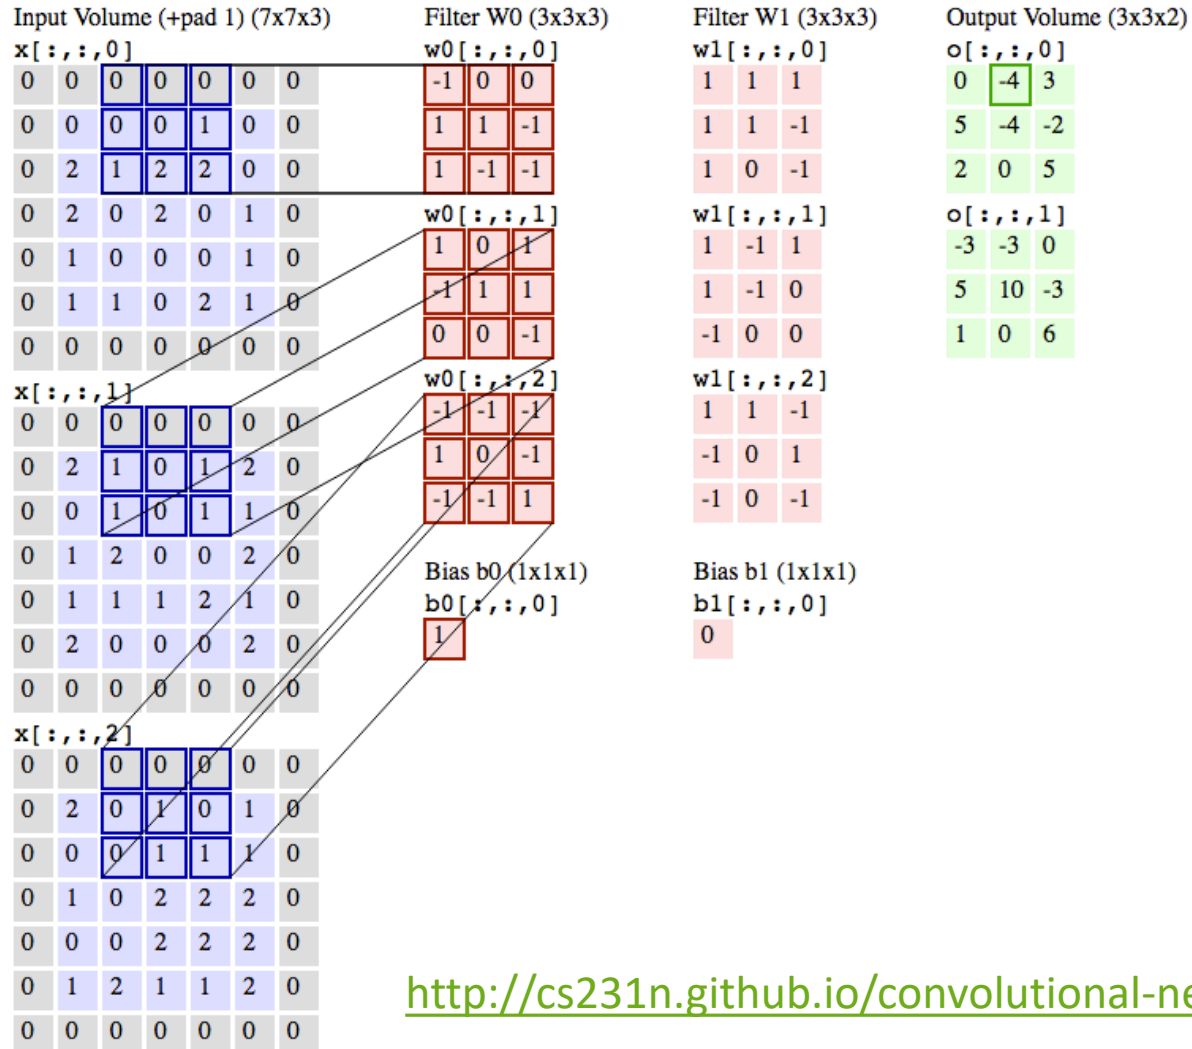 Input Volume (+pad 1) (7x7x3)
x[:,:,0]
0 0 0 0 0 0 0
0 0 0 0 1 0 0
0 2 1 2 2 0 0
0 2 0 2 0 1 0
0 1 0 0 0 1 0
0 1 1 0 2 1 0
0 0 0 0 0 0 0
x[:,:,1]
0 0 0 0 0 0 0
0 2 1 0 1 2 0
0 0 1 0 1 1 0
0 1 2 0 0 2 0
0 1 1 1 2 1 0
0 2 0 0 0 2 0
0 0 0 0 0 0 0
x[:,:,2]
0 0 0 0 0 0 0
0 2 0 1 0 1 0
0 0 0 1 1 1 0
0 1 0 2 2 2 0
0 0 0 2 2 2 0
0 1 2 1 1 2 0
0 0 0 0 0 0 0
Filter W0 (3x3x3)
w0[:,:,0]
-1 0 0
1 1 -1
1 -1 -1
w0[:,:,1]
1 0 1
-1 1 1
0 0 -1
w0[:,:,2]
-1 -1 -1
1 0 -1
-1 -1 1
Bias b0 (1x1x1)
b0[:,:,0]
1
Filter W1 (3x3x3)
w1[:,:,0]
1 1 1
1 1 -1
1 0 -1
w1[:,:,1]
1 -1 1
1 -1 0
-1 0 0
w1[:,:,2]
1 1 -1
-1 0 1
-1 0 -1
Bias b1 (1x1x1)
b1[:,:,0]
0
Output Volume (3x3x2)
o[:,:,0]
0 -4 3
5 -4 -2
2 0 5
o[:,:,1]
-3 -3 0
5 10 -3
1 0 6
http://cs231n.github.io/convolutional-ne